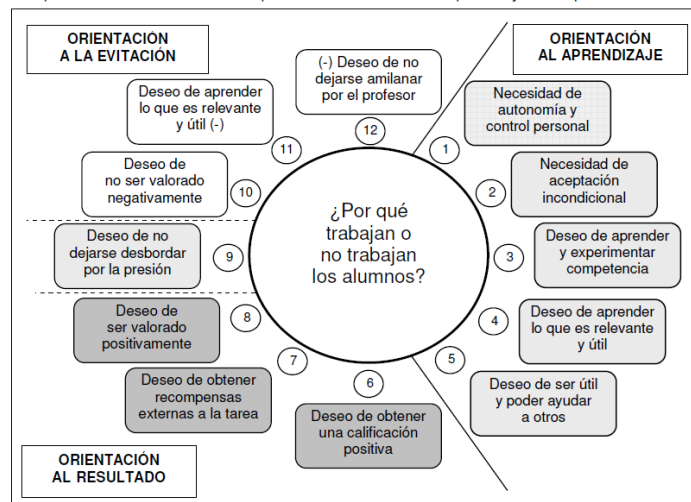 ORIENTACIÓN
A LA EVITACIÓN
ORIENTACIÓN
AL APRENDIZAJE
(-) Deseo de no
dejarse amilanar
por el profesor
12
Necesidad de
autonomía y
control personal
1
Necesidad de
aceptación
incondicional
2
Deseo de aprender
y experimentar
competencia
3
Deseo de aprender
lo que es relevante
y útil
4
Deseo de ser útil
y poder ayudar
a otros
5
Deseo de obtener
una calificación
positiva
6
Deseo de obtener
recompensas
externas a la tarea
7
Deseo de
ser valorado
positivamente
8
Deseo de no
dejarse desbordar
por la presión
9
Deseo de
no ser valorado
negativamente
10
Deseo de aprender
lo que es relevante
y útil (-)
11
¿Por qué
trabajan o
no trabajan
los alumnos?
ORIENTACIÓN
AL RESULTADO